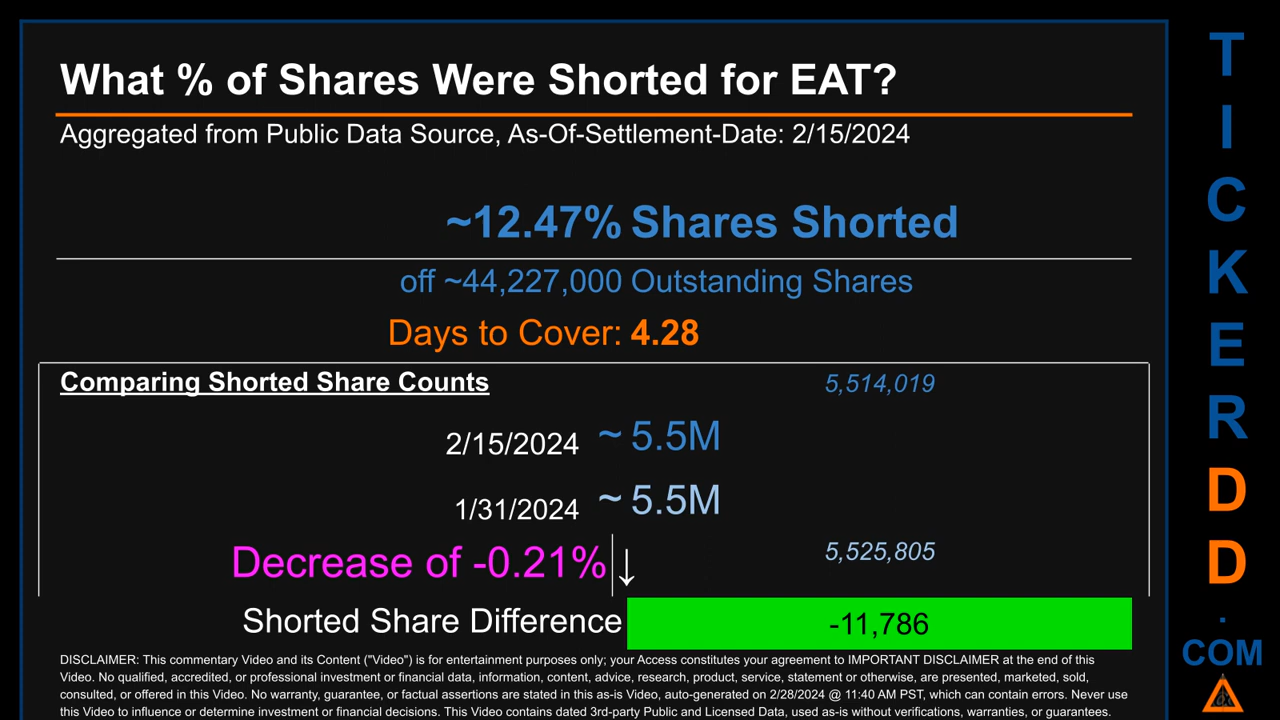 What % of Shares Were Shorted for EAT?
Aggregated from Public Data Source, As-Of-Settlement-Date: 2/15/2024
~12.47% Shares Shorted
off ~44,227,000 Outstanding Shares
Days to Cover: 4.28
Comparing Shorted Share Counts
5,514,019
2/15/2024 ~ 5.5M
1/31/2024 ~ 5.5M
Decrease of -0.21% ↓
5,525,805
Shorted Share Difference -11,786
DISCLAIMER: This commentary Video and its Content ("Video") is for entertainment purposes only; your Access constitutes your agreement to IMPORTANT DISCLAIMER at the end of this
Video. No qualified, accredited, or professional investment or financial data, information, content, advice, research, product, service, statement or otherwise, are presented, marketed, sold,
consulted, or offered in this Video. No warranty, guarantee, or factual assertions are stated in this as-is Video, auto-generated on 2/28/2024 @ 11:40 AM PST, which can contain errors. Never use
this Video to influence or determine investment or financial decisions. This Video contains dated 3rd-party Public and Licensed Data, used as-is without verifications, warranties, or guarantees.
T
I
C
K
E
R
D
D
.
COM